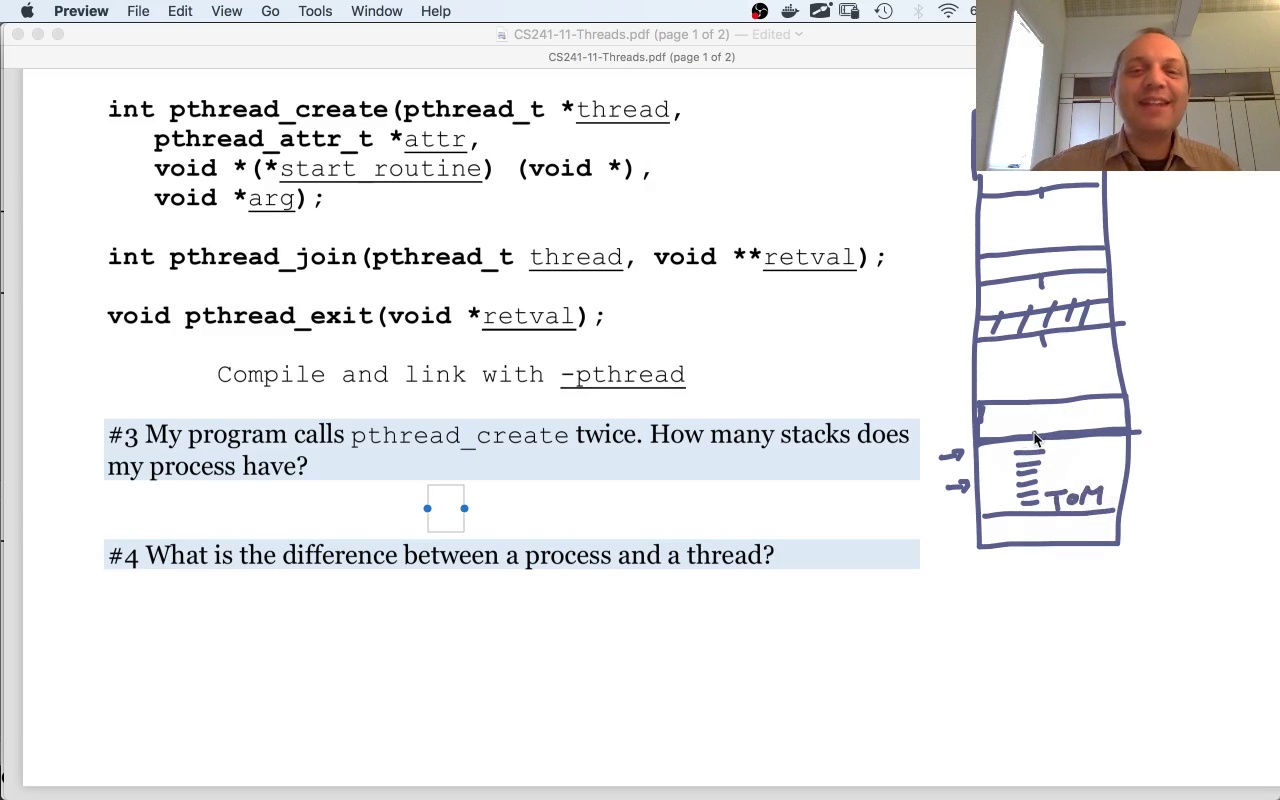 Preview File Edit View Go Tools Window Help 6
CS241-11-Threads.pdf (page 1 of 2) — Edited
CS241-11-Threads.pdf (page 1 of 2)
int pthread_create(pthread_t *thread,
pthread_attr_t *attr,
void *(*start_routine) (void *),
void *arg);
int pthread_join(pthread_t thread, void **retval);
void pthread_exit(void *retval);
Compile and link with -pthread
#3 My program calls pthread_create twice. How many stacks does
my process have?
ToM
#4 What is the difference between a process and a thread?